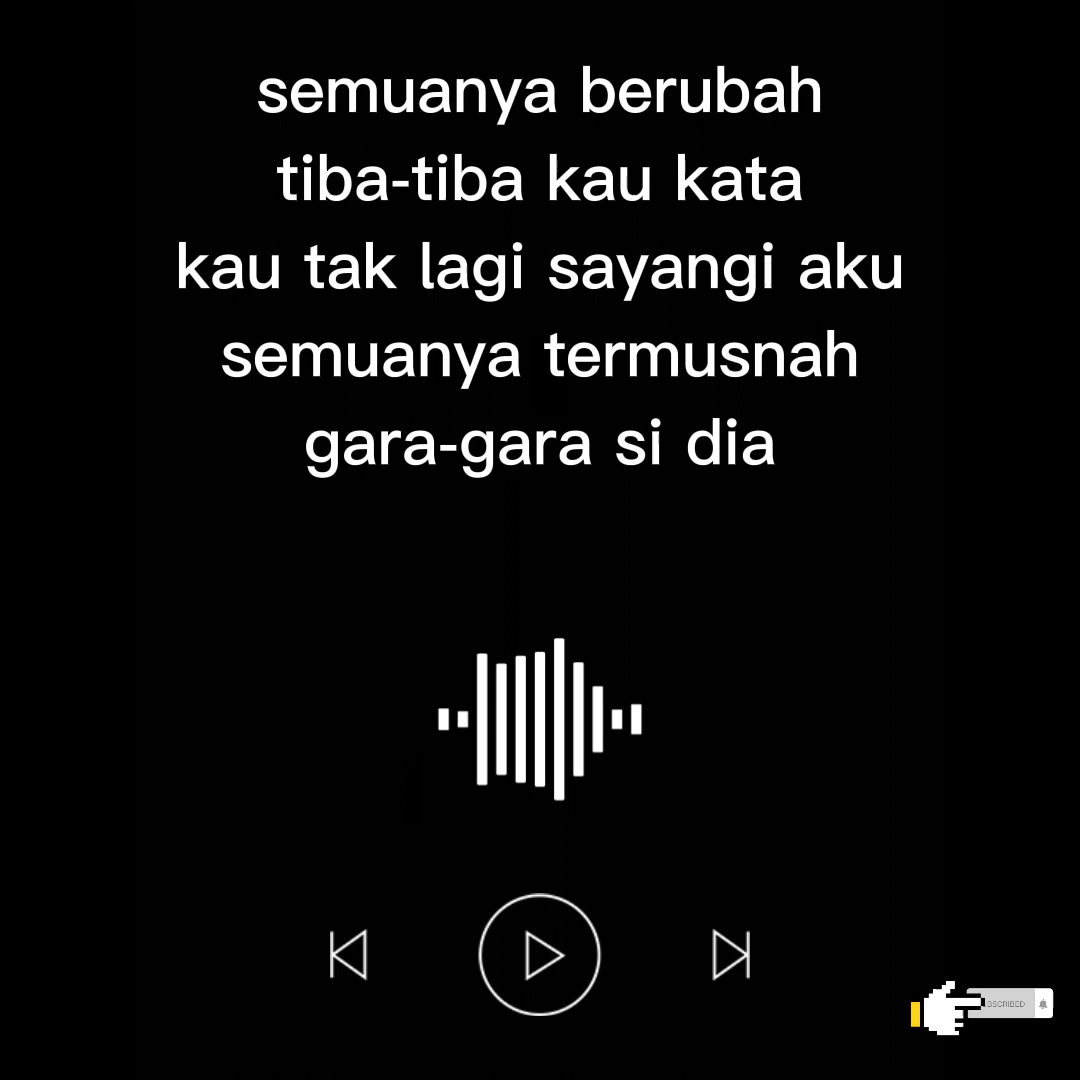 semuanya berubah
tiba-tiba kau kata
kau tak lagi sayangi aku
semuanya termusnah
gara-gara si dia